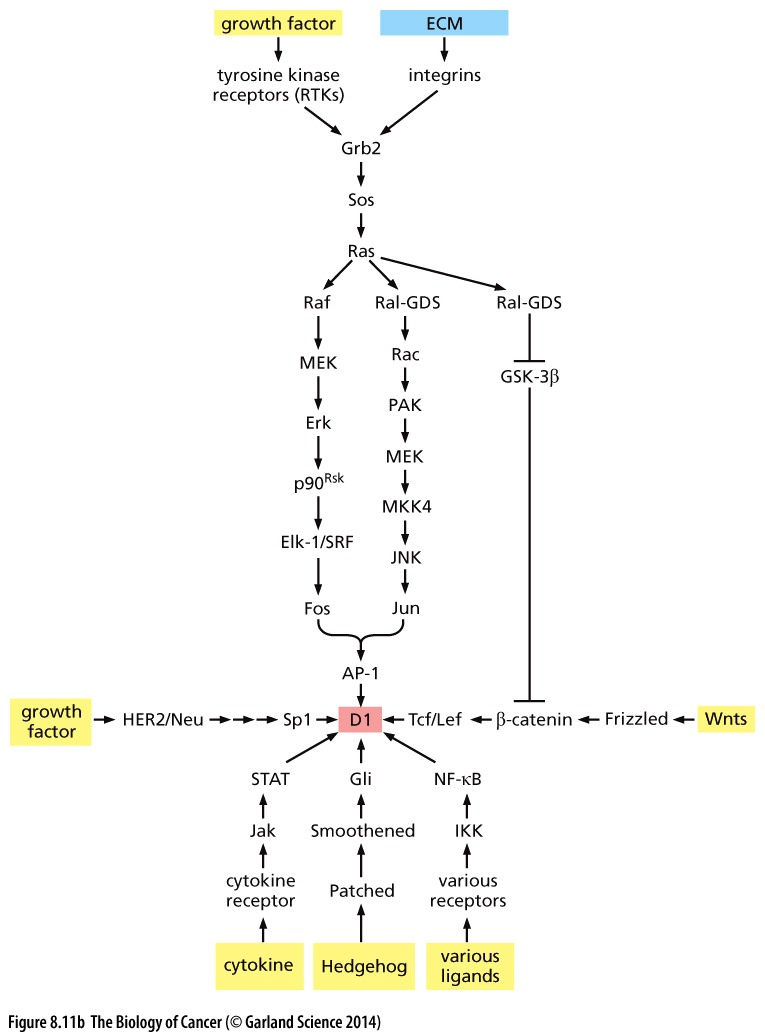 growth factor
ECM
tyrosine kinase
receptors (RTKs)
integrins
Grb2
Sos
Ras
Raf
Ral-GDS
Ral-GDS
MEK
Rac
GSK-3β
PAK
Erk
MEK
p90Rsk
MKK4
Elk-1/SRF
JNK
Fos
Jun
AP-1
growth
factor
HER2/Neu
Sp1
D1
Tcf/Lef
β-catenin
Frizzled
Wnts
STAT
Gli
NF-κB
Jak
Smoothened
IKK
cytokine
receptor
Patched
various
receptors
cytokine
Hedgehog
various
ligands
Figure 8.11b The Biology of Cancer (© Garland Science 2014)